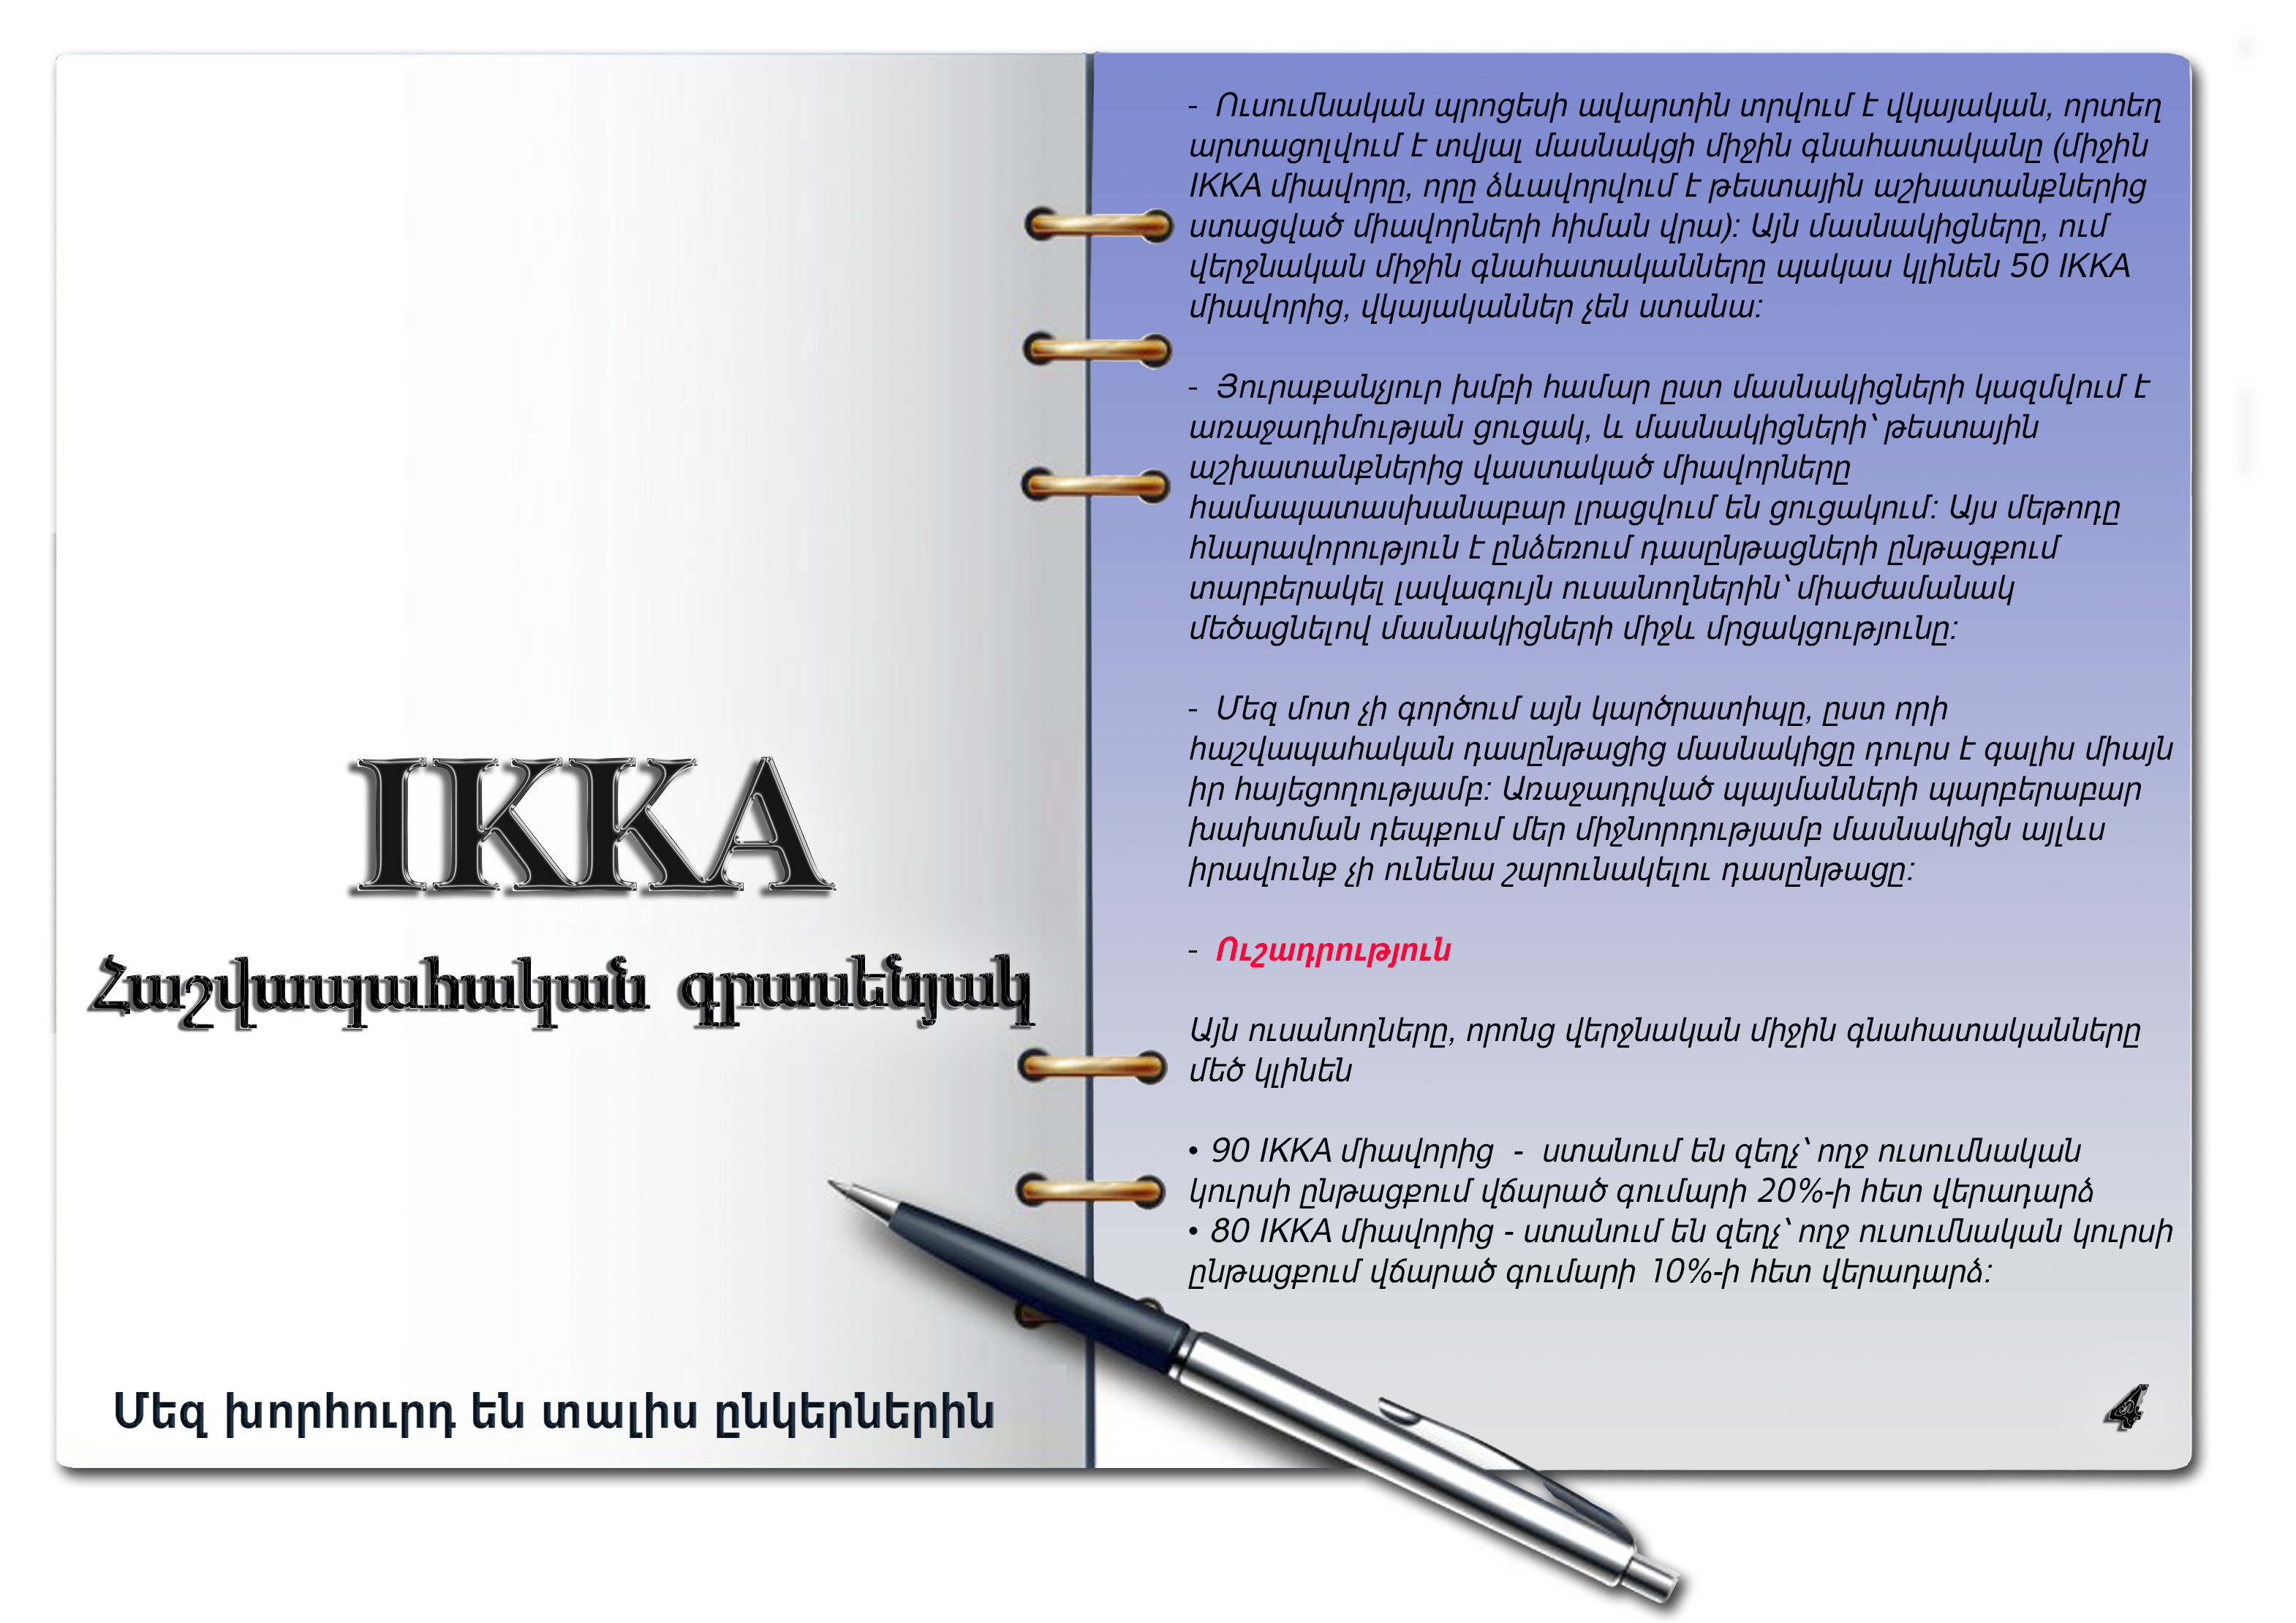 IKKA
Հաշվապահական գրասենյակ
Մեզ խորհուրդ են տալիս ընկերներին
- Ուսումնական պրոցեսի ավարտին տրվում է վկայական, որտեղ
արտացոլվում է տվյալ մասնակցի միջին գնահատականը (միջին
IKKA միավորը, որը ձևավորվում է թեստային աշխատանքներից
ստացված միավորների հիման վրա): Այն մասնակիցները, ում
վերջնական միջին գնահատականները պակաս կլինեն 50 IKKA
միավորից, վկայականներ չեն ստանա:
- Յուրաքանչյուր խմբի համար ըստ մասնակիցների կազմվում է
առաջադիմության ցուցակ, և մասնակիցների՝ թեստային
աշխատանքներից վաստակած միավորները
համապատասխանաբար լրացվում են ցուցակում: Այս մեթոդը
հնարավորություն է ընձեռում դասընթացների ընթացքում
տարբերակել լավագույն ուսանողներին՝ միաժամանակ
մեծացնելով մասնակիցների միջև մրցակցությունը:
- Մեզ մոտ չի գործում այն կարծրատիպը, ըստ որի
հաշվապահական դասընթացից մասնակիցը դուրս է գալիս միայն
իր հայեցողությամբ: Առաջադրված պայմանների պարբերաբար
խախտման դեպքում մեր միջնորդությամբ մասնակիցն այլևս
իրավունք չի ունենա շարունակելու դասընթացը:
- Ուշադրություն
Այն ուսանողները, որոնց վերջնական միջին գնահատականները
մեծ կլինեն
• 90 IKKA միավորից - ստանում են զեղչ՝ ողջ ուսումնական
կուրսի ընթացքում վճարած գումարի 20%-ի հետ վերադարձ
• 80 IKKA միավորից - ստանում են զեղչ՝ ողջ ուսումնական կուրսի
ընթացքում վճարած գումարի 10%-ի հետ վերադարձ:
4